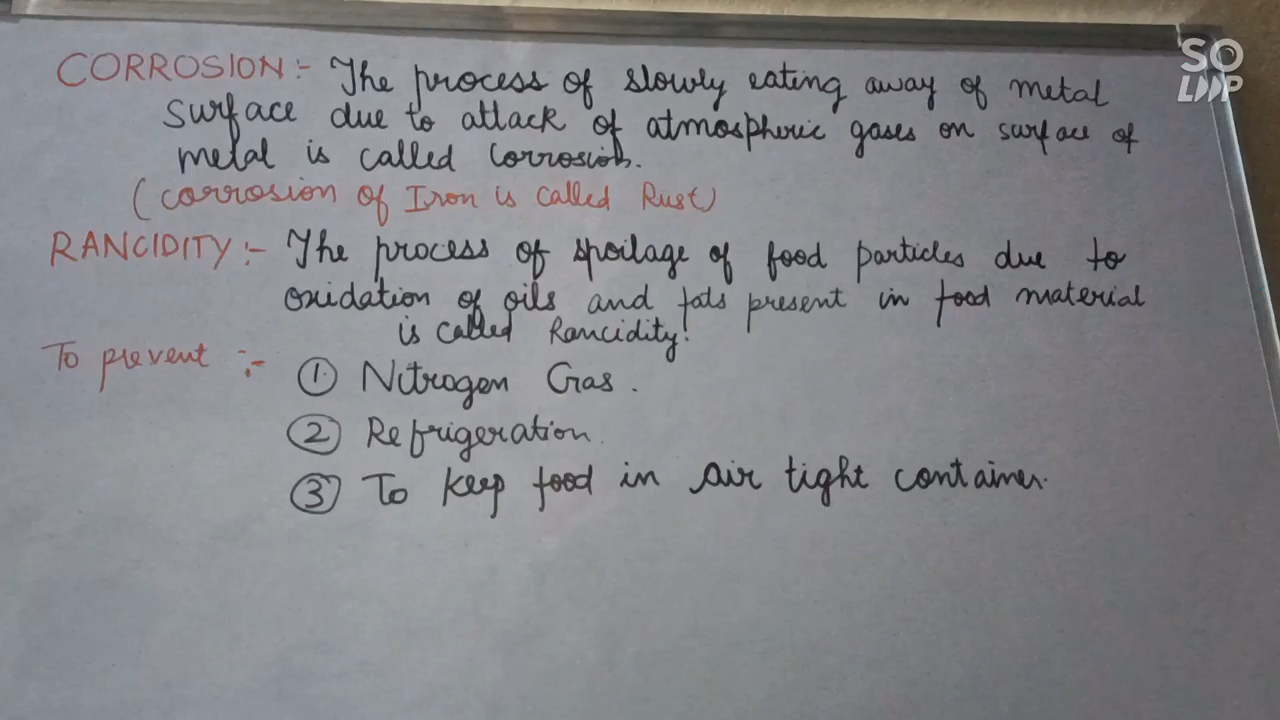 CORROSION :- The process of slowly eating away of metal
surface due to attack of atmospheric gases on surface of
metal is called Corrosion.
(corrosion of Iron is called Rust)
RANCIDITY :- The process of spoilage of food particles due to
oxidation of oils and fats present in food material
is called Rancidity!
To prevent :- ① Nitrogen Gas.
② Refrigeration.
③ To keep food in air tight container.
SO
LOOP